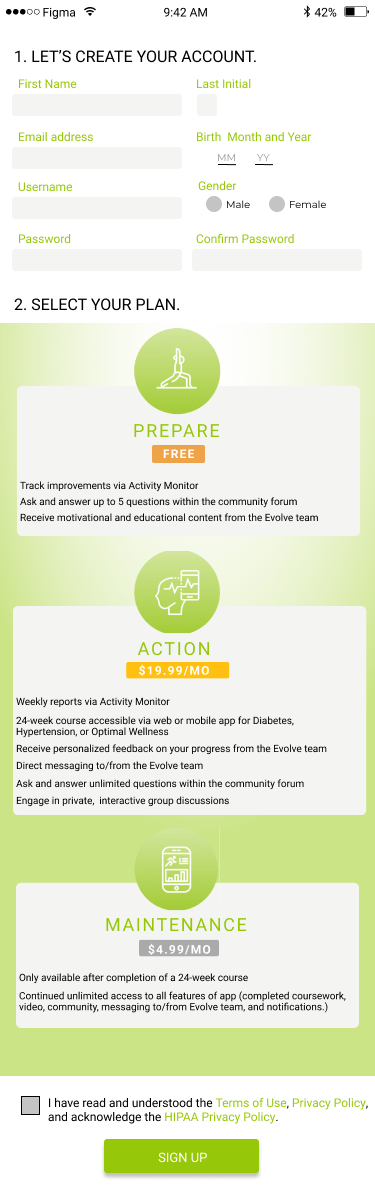 Figma 9:42 AM 42%
1. LET'S CREATE YOUR ACCOUNT.
First Name Last Initial
Email address Birth Month and Year
MM YY
Username Gender
Male Female
Password Confirm Password
2. SELECT YOUR PLAN.
PREPARE
FREE
Track improvements via Activity Monitor
Ask and answer up to 5 questions within the community forum
Receive motivational and educational content from the Evolve team
ACTION
$19.99/MO
Weekly reports via Activity Monitor
24-week course accessible via web or mobile app for Diabetes,
Hypertension, or Optimal Wellness
Receive personalized feedback on your progress from the Evolve team
Direct messaging to/from the Evolve team
Ask and answer unlimited questions within the community forum
Engage in private, interactive group discussions
MAINTENANCE
$4.99/MO
Only available after completion of a 24-week course
Continued unlimited access to all features of app (completed coursework,
video, community, messaging to/from Evolve team, and notifications.)
I have read and understood the Terms of Use, Privacy Policy,
and acknowledge the HIPAA Privacy Policy.
SIGN UP